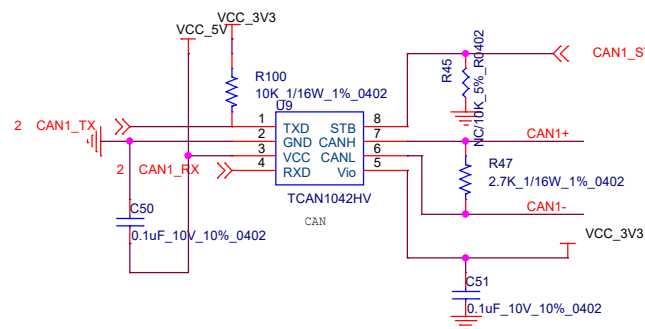 VCC_3V3
VCC_5V
R100
10K_1/16W_1%_0402
U9
R45
NC/10K_5%_R0402
2 CAN1_TX
1 TXD STB 8
2 GND CANH 7
3 VCC CANL 6
4 RXD Vio 5
2 CAN1_RX
CAN1+
R47
2.7K_1/16W_1%_0402
CAN1-
TCAN1042HV
CAN
C50
0.1uF_10V_10%_0402
VCC_3V3
C51
0.1uF_10V_10%_0402